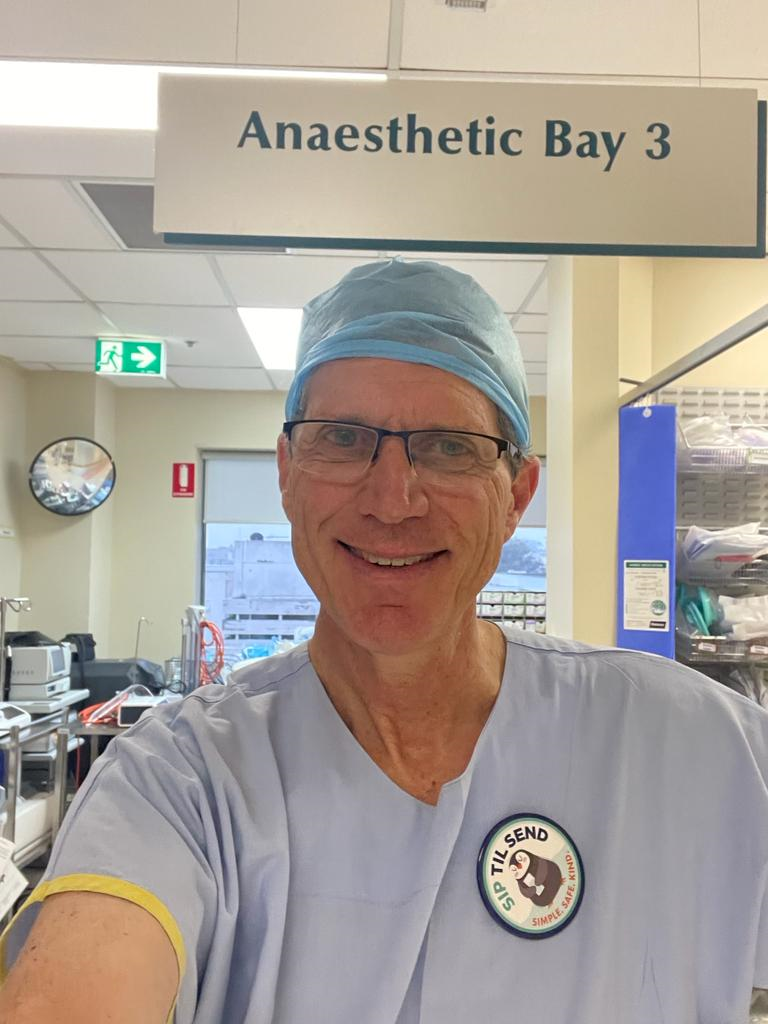 Anaesthetic Bay 3
SIP TIL SEND
SIMPLE. SAFE. KIND.